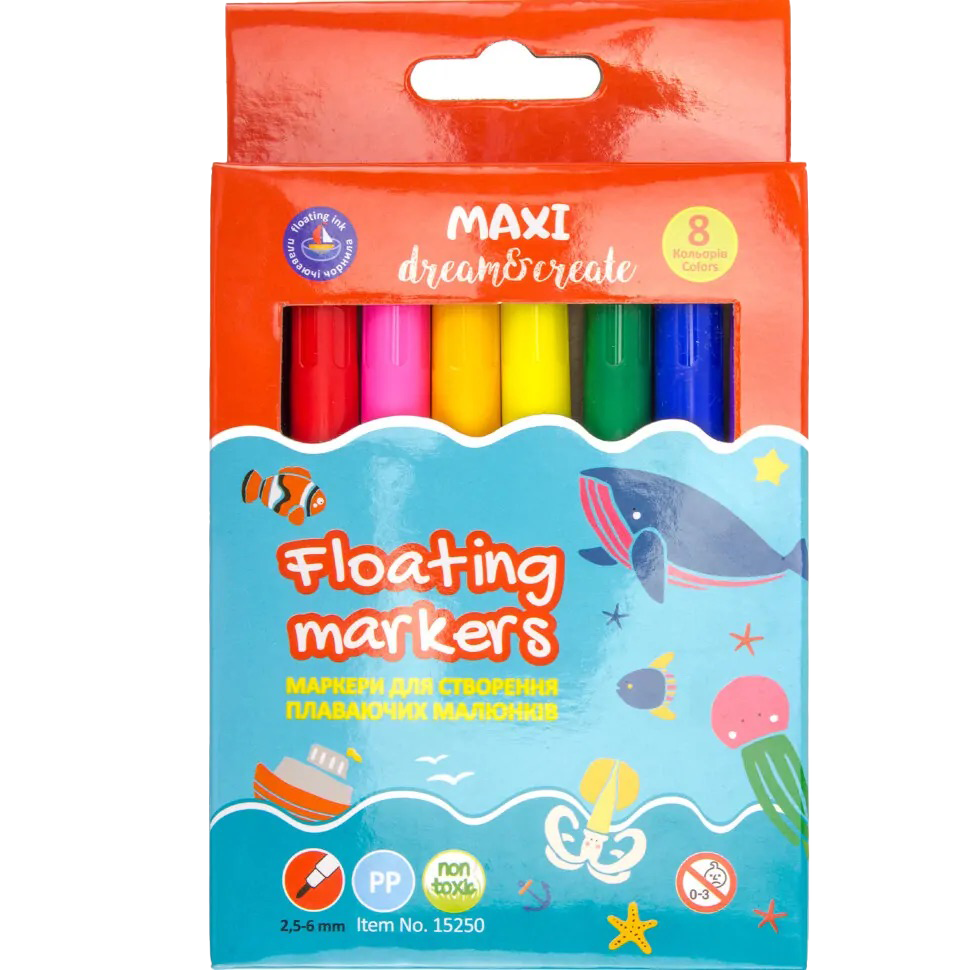 floating ink
плаваючі чорнила
MAXI
dream&create
8
Кольорів
Colors
Floating
markers
МАРКЕРИ ДЛЯ СТВОРЕННЯ
ПЛАВАЮЧИХ МАЛЮНКІВ
PP
non
toxic
0-3
2,5-6 mm
Item No. 15250